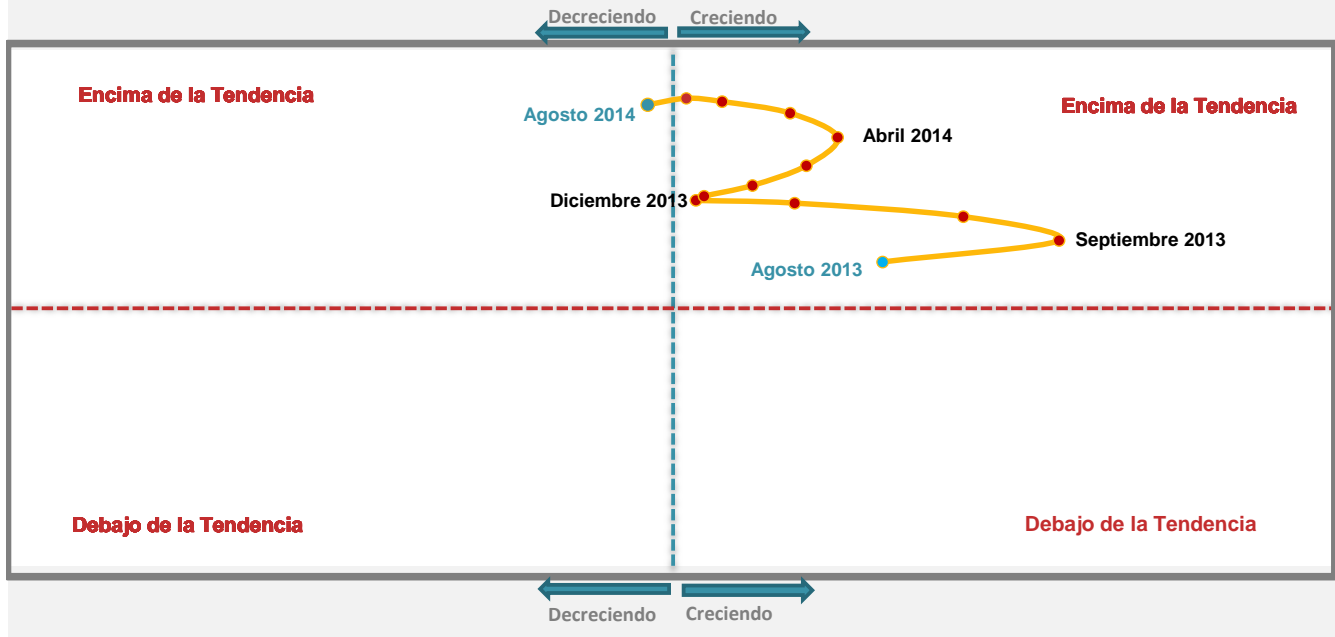 Decreciendo Creciendo
Encima de la Tendencia
Encima de la Tendencia
Agosto 2014
Abril 2014
Diciembre 2013
Septiembre 2013
Agosto 2013
Debajo de la Tendencia
Debajo de la Tendencia
Decreciendo Creciendo